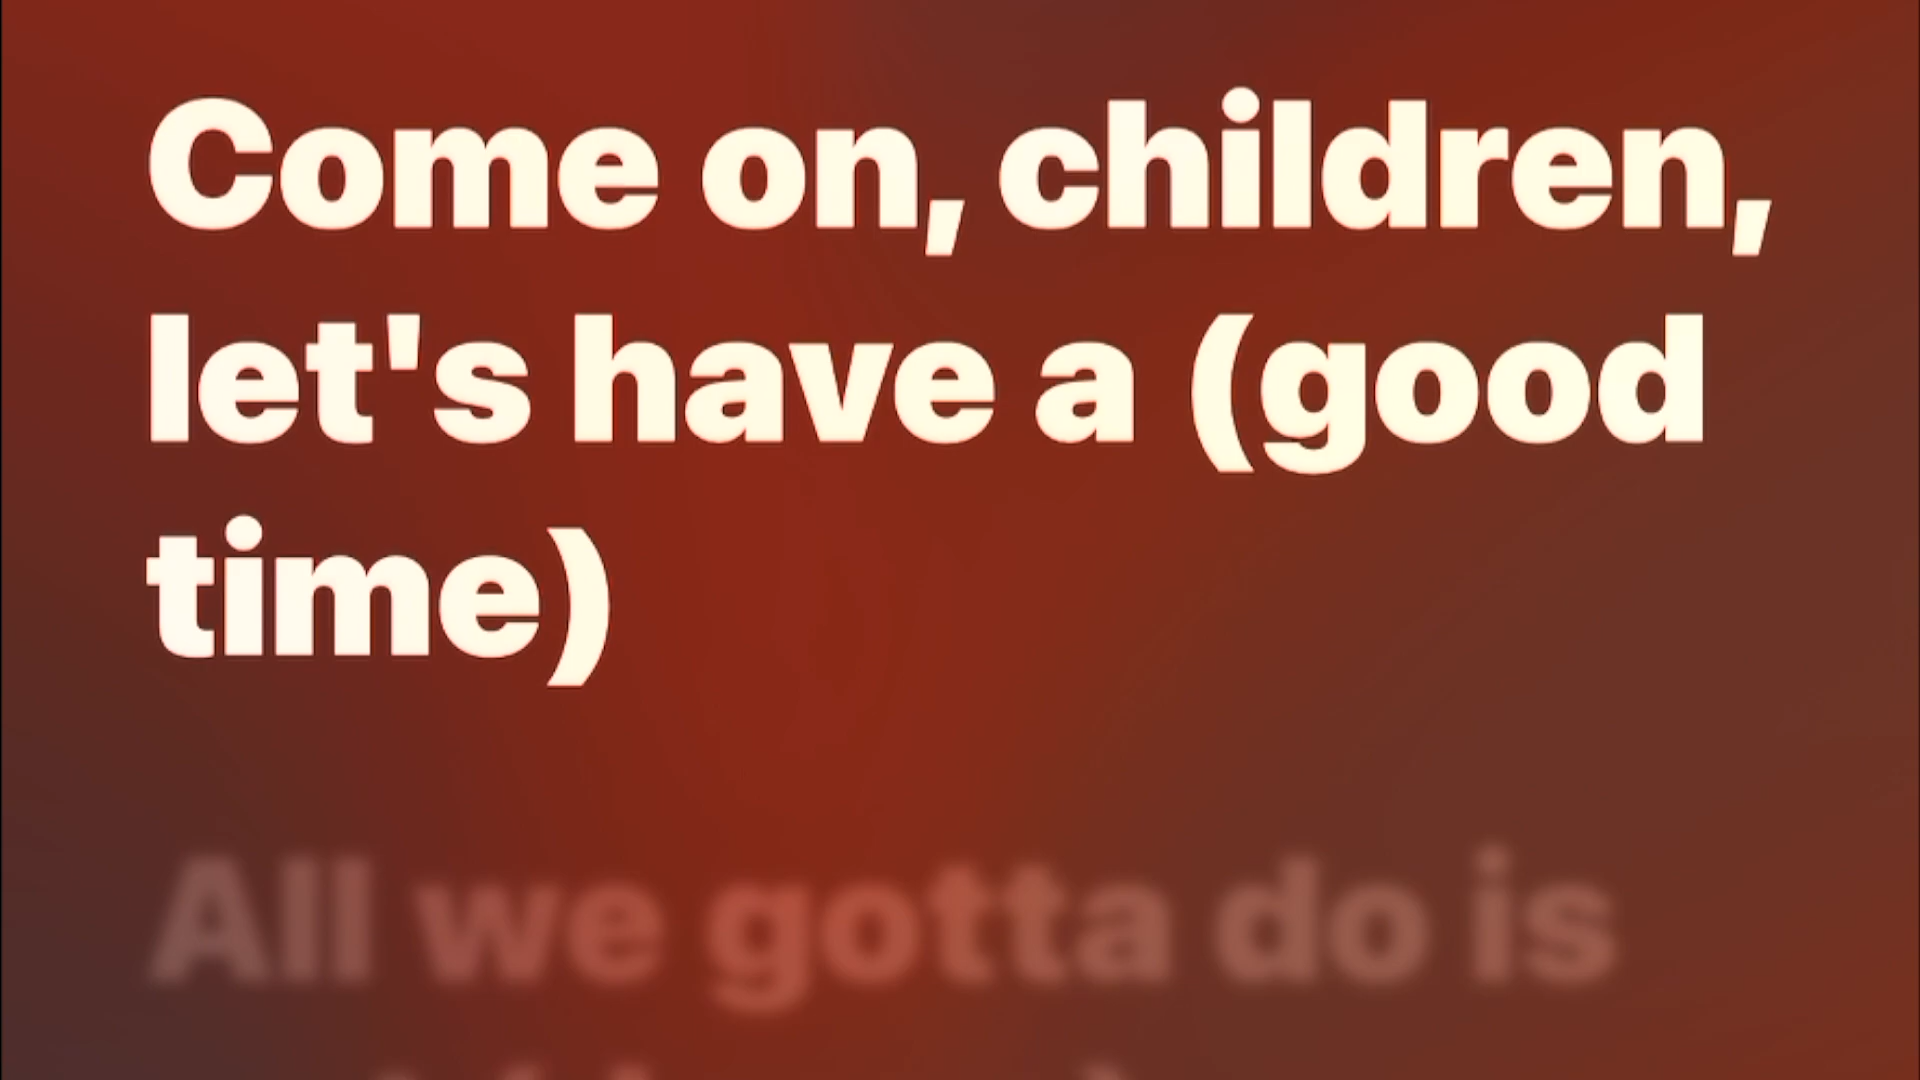 Come on, children,
let's have a (good
time)
All we gotta do is